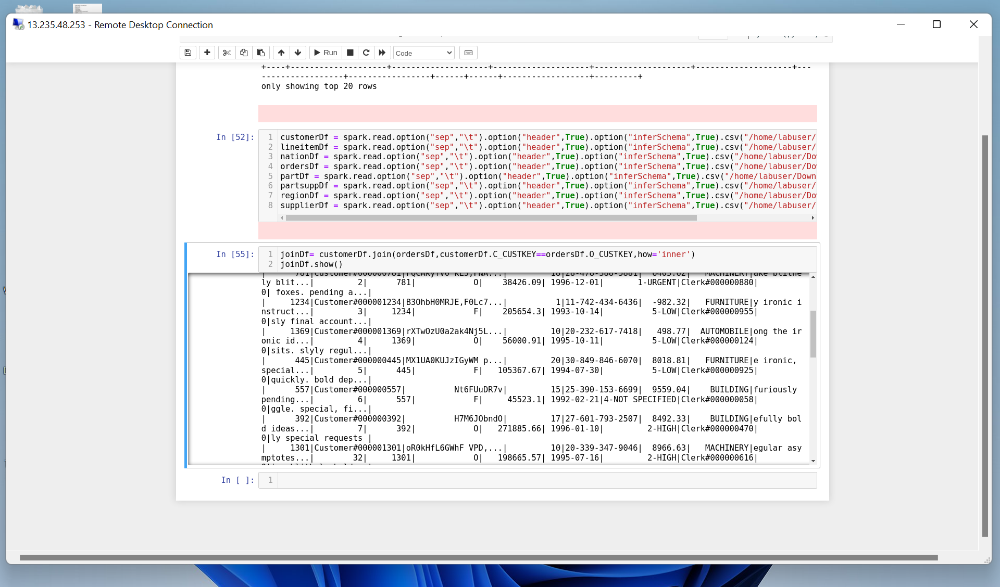 13.235.48.253 - Remote Desktop Connection
Run
Code
+----+--------------------+--------------------+--------------------+--------------------+--------------------+---
-----------------+-----------------+------+------+------------------+---------+
only showing top 20 rows
In [52]:
1 customerDf = spark.read.option("sep","\t").option("header",True).option("inferSchema",True).csv("/home/labuser/
2 lineitemDf = spark.read.option("sep","\t").option("header",True).option("inferSchema",True).csv("/home/labuser/
3 nationDf = spark.read.option("sep","\t").option("header",True).option("inferSchema",True).csv("/home/labuser/Do
4 ordersDf = spark.read.option("sep","\t").option("header",True).option("inferSchema",True).csv("/home/labuser/Do
5 partDf = spark.read.option("sep","\t").option("header",True).option("inferSchema",True).csv("/home/labuser/Down
6 partsuppDf = spark.read.option("sep","\t").option("header",True).option("inferSchema",True).csv("/home/labuser/
7 regionDf = spark.read.option("sep","\t").option("header",True).option("inferSchema",True).csv("/home/labuser/Do
8 supplierDf = spark.read.option("sep","\t").option("header",True).option("inferSchema",True).csv("/home/labuser/
In [55]:
1 joinDf= customerDf.join(ordersDf,customerDf.C_CUSTKEY==ordersDf.O_CUSTKEY,how='inner')
2 joinDf.show()
| 781|Customer#000000781| 18|28-478-388-3881| 6403.62| MACHINERY|ake blithe
ly blit...| 2| 781| O| 38426.09| 1996-12-01| 1-URGENT|Clerk#000000880|
0| foxes. pending a...|
| 1234|Customer#000001234|B3OhbH0MRJE,F0Lc7...| 1|11-742-434-6436| -982.32| FURNITURE|y ironic i
nstruct...| 3| 1234| F| 205654.3| 1993-10-14| 5-LOW|Clerk#000000955|
0|sly final account...|
| 1369|Customer#000001369|rXTwOzU0a2ak4Nj5L...| 10|20-232-617-7418| 498.77| AUTOMOBILE|ong the ir
onic id...| 4| 1369| O| 56000.91| 1995-10-11| 5-LOW|Clerk#000000124|
0|sits. slyly regul...|
| 445|Customer#000000445|MX1UA0KUJzIGyWM p...| 20|30-849-846-6070| 8018.81| FURNITURE|e ironic,
special...| 5| 445| F| 105367.67| 1994-07-30| 5-LOW|Clerk#000000925|
0|quickly. bold dep...|
| 557|Customer#000000557| Nt6FUuDR7v| 15|25-390-153-6699| 9559.04| BUILDING|furiously
pending...| 6| 557| F| 45523.1| 1992-02-21|4-NOT SPECIFIED|Clerk#000000058|
0|ggle. special, fi...|
| 392|Customer#000000392| H7M6JObndO| 17|27-601-793-2507| 8492.33| BUILDING|efully bol
d ideas...| 7| 392| O| 271885.66| 1996-01-10| 2-HIGH|Clerk#000000470|
0|ly special requests |
| 1301|Customer#000001301|oR0kHfL6GWhF VPD,...| 10|20-339-347-9046| 8966.63| MACHINERY|egular asy
mptotes...| 32| 1301| O| 198665.57| 1995-07-16| 2-HIGH|Clerk#000000616|
In [ ]:
1